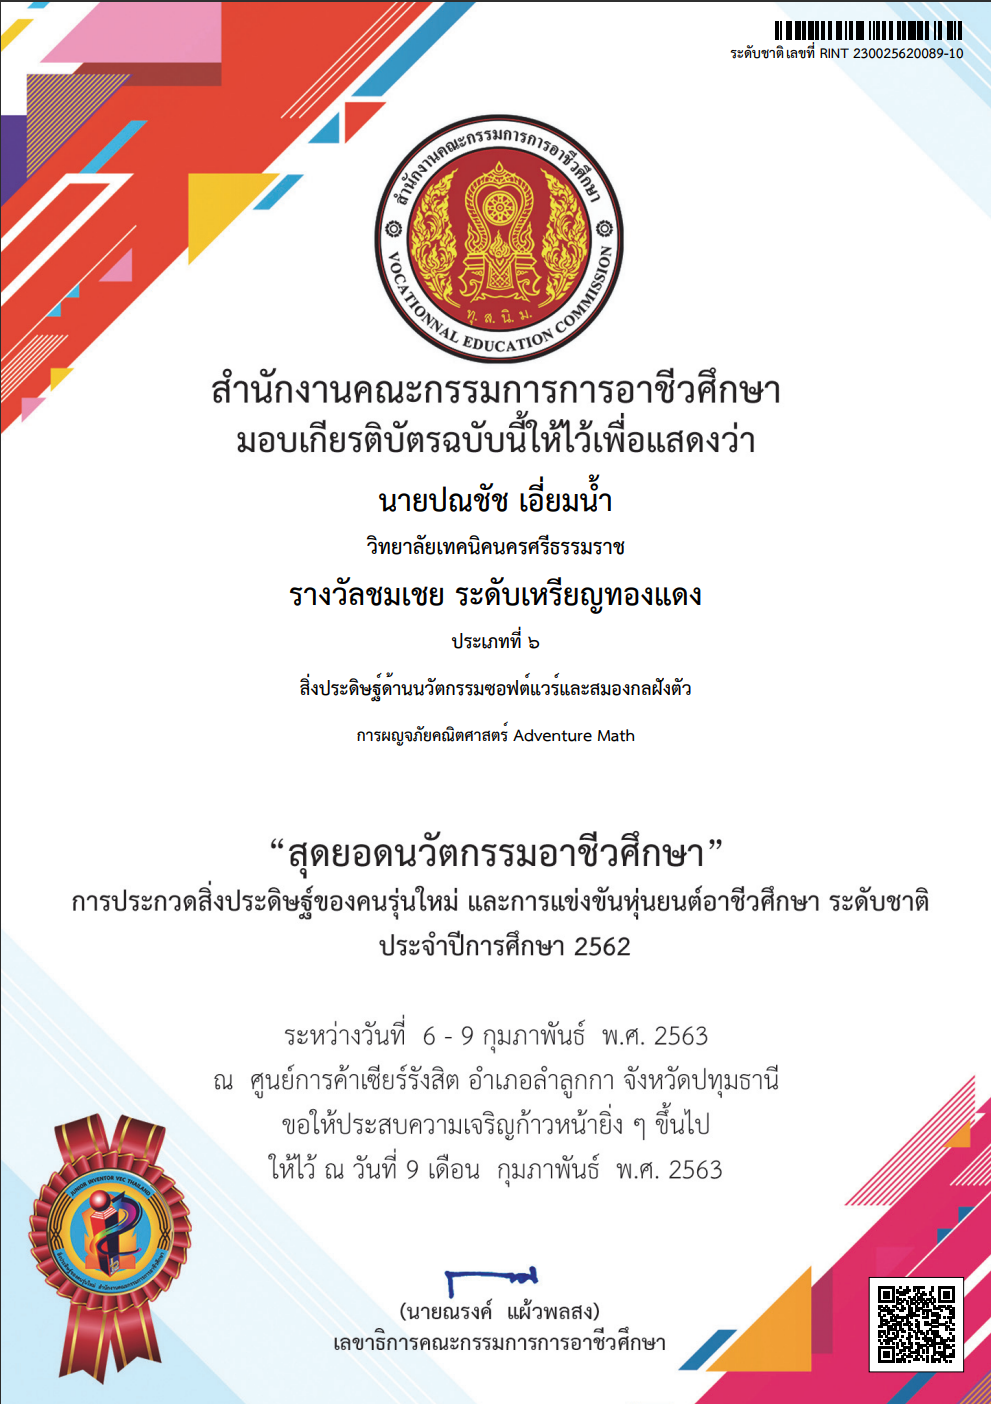 ระดับชาติ เลขที่ RINT 230025620089-10
สำนักงานคณะกรรมการการอาชีวศึกษา
VOCATIONNAL EDUCATION COMMISSION
ทุ. ส. นิ. ม.
สำนักงานคณะกรรมการการอาชีวศึกษา
มอบเกียรติบัตรฉบับนี้ให้ไว้เพื่อแสดงว่า
นายปณชัช เอี่ยมน้ำ
วิทยาลัยเทคนิคนครศรีธรรมราช
รางวัลชมเชย ระดับเหรียญทองแดง
ประเภทที่ ๖
สิ่งประดิษฐ์ด้านนวัตกรรมซอฟต์แวร์และสมองกลฝังตัว
การผญจภัยคณิตศาสตร์ Adventure Math
“สุดยอดนวัตกรรมอาชีวศึกษา”
การประกวดสิ่งประดิษฐ์ของคนรุ่นใหม่ และการแข่งขันหุ่นยนต์อาชีวศึกษา ระดับชาติ
ประจำปีการศึกษา 2562
ระหว่างวันที่ 6 - 9 กุมภาพันธ์ พ.ศ. 2563
ณ ศูนย์การค้าเซียร์รังสิต อำเภอลำลูกกา จังหวัดปทุมธานี
ขอให้ประสบความเจริญก้าวหน้ายิ่ง ๆ ขึ้นไป
ให้ไว้ ณ วันที่ 9 เดือน กุมภาพันธ์ พ.ศ. 2563
JUNIOR INVENTOR VEC THAILAND
(นายณรงค์ แผ้วพลสง)
เลขาธิการคณะกรรมการการอาชีวศึกษา